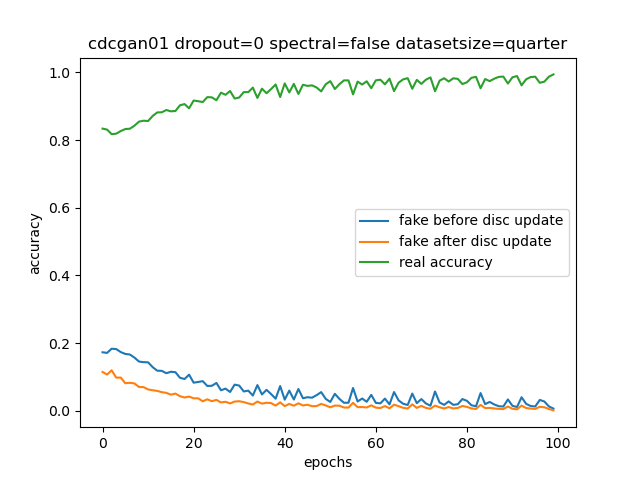 cdcgan01 dropout=0 spectral=false datasetsize=quarter
1.0
0.8
0.6
0.4
0.2
0.0
accuracy
fake before disc update
fake after disc update
real accuracy
0 20 40 60 80 100
epochs